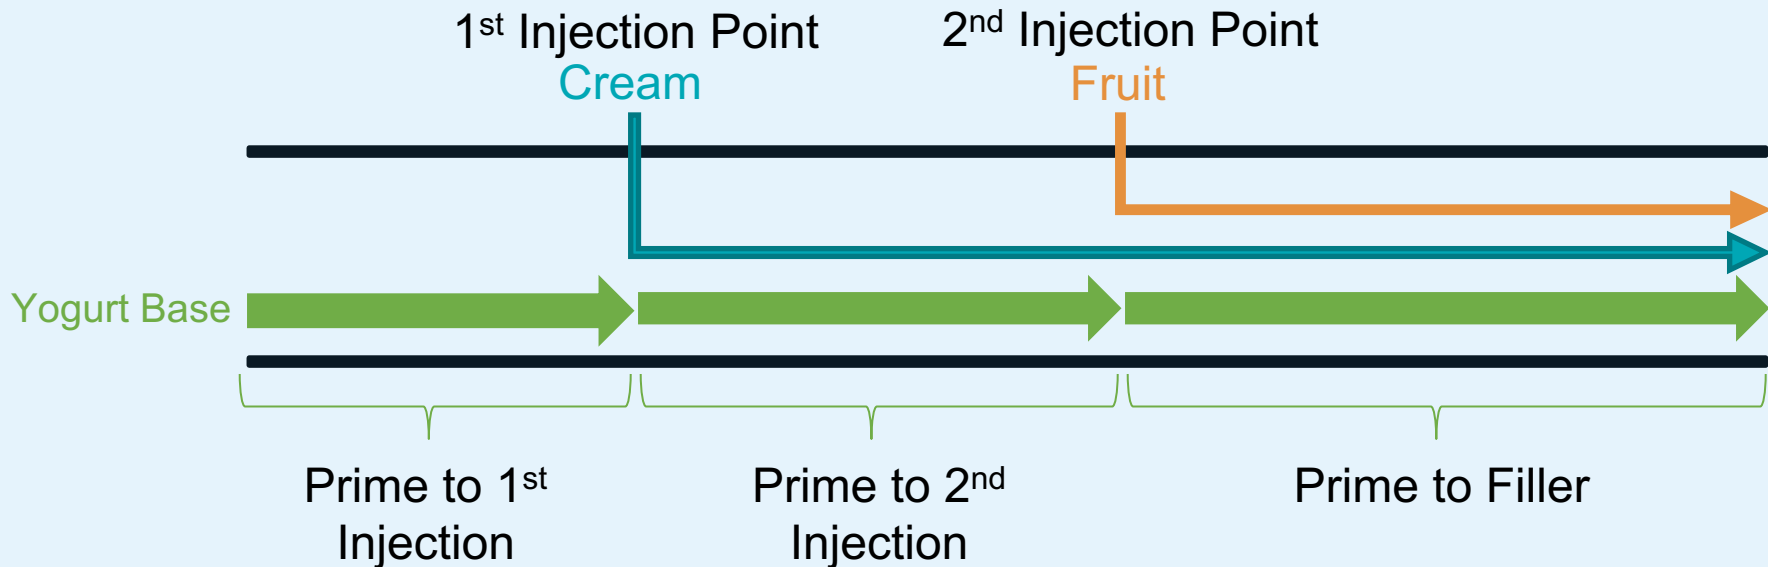 1st Injection Point
Cream
2nd Injection Point
Fruit
Yogurt Base
Prime to 1st
Injection
Prime to 2nd
Injection
Prime to Filler